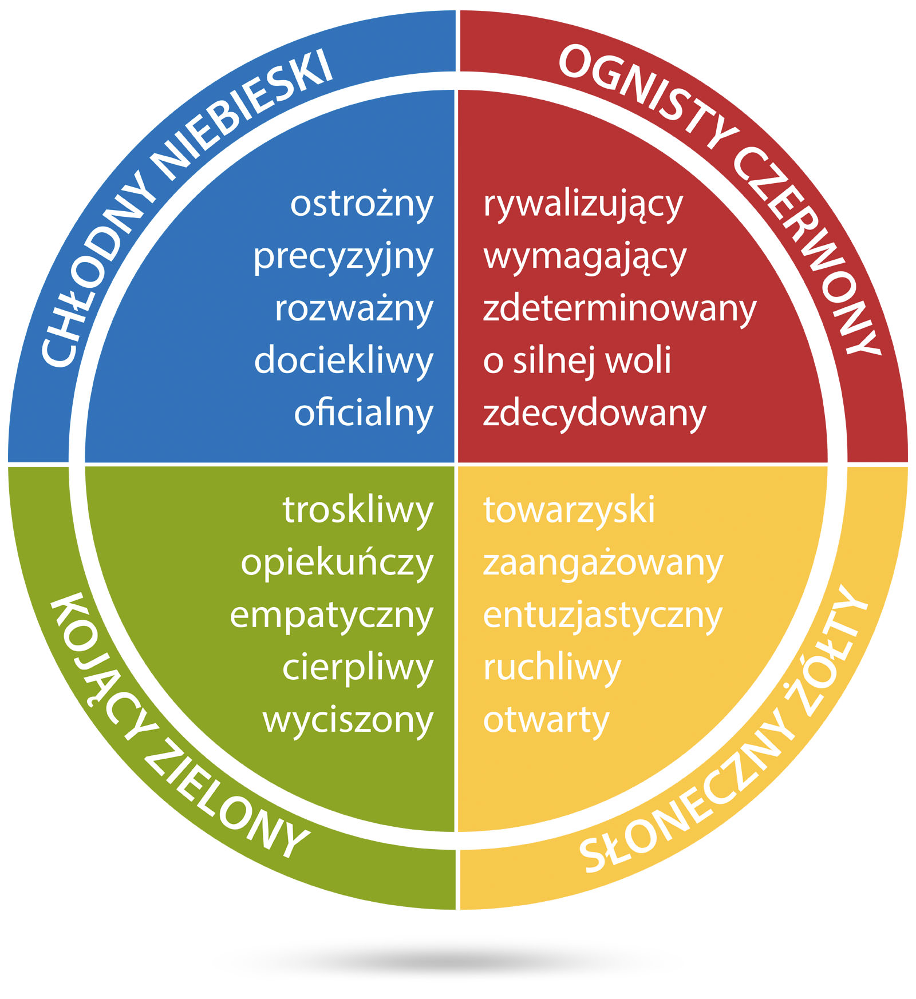 CHŁODNY NIEBIESKI
ostrożny
precyzyjny
rozważny
dociekliwy
oficialny
OGNISTY CZERWONY
rywalizujący
wymagający
zdeterminowany
o silnej woli
zdecydowany
KOJĄCY ZIELONY
troskliwy
opiekuńczy
empatyczny
cierpliwy
wyciszony
SŁONECZNY ŻÓŁTY
towarzyski
zaangażowany
entuzjastyczny
ruchliwy
otwarty